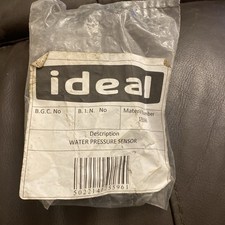 ideal
B.G.C. No B.I.N. No
Description
WATER PRESSURE SENSOR